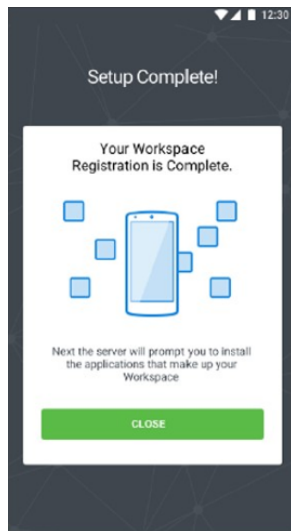 12:30
Setup Complete!
Your Workspace
Registration is Complete.
Next the server will prompt you to install
the applications that make up your
Workspace
CLOSE